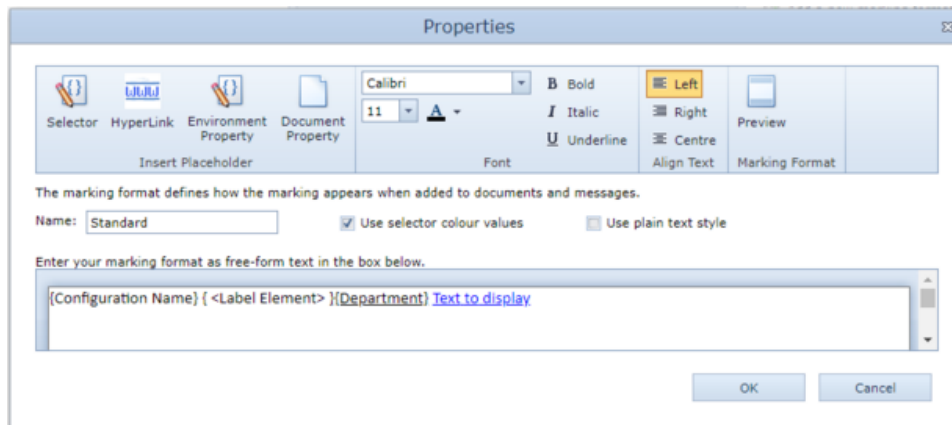 Properties
Selector HyperLink Environment Property Document Property
Insert Placeholder
Calibri
11 A
B Bold
I Italic
U Underline
Font
Left
Right
Centre
Align Text
Preview
Marking Format
The marking format defines how the marking appears when added to documents and messages.
Name: Standard Use selector colour values Use plain text style
Enter your marking format as free-form text in the box below.
{Configuration Name} { <Label Element> }{Department} Text to display
OK Cancel